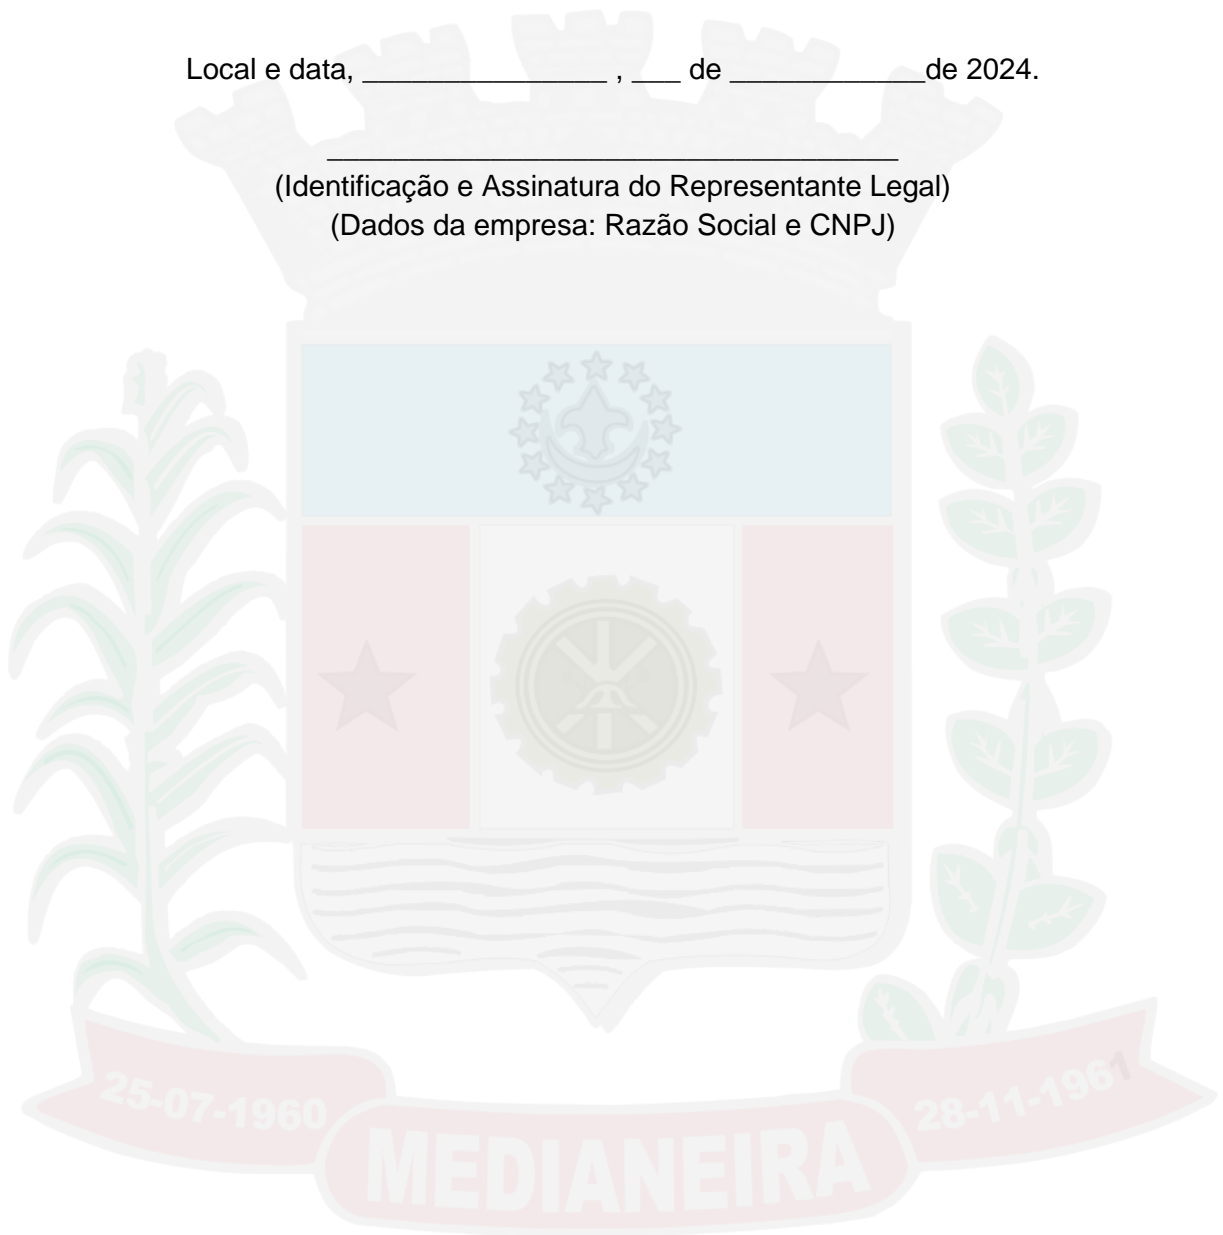 Local e data, _______________ , ___ de ____________de 2024.
___________________________________
(Identificação e Assinatura do Representante Legal)
(Dados da empresa: Razão Social e CNPJ)
25-07-1960
28-11-1961
MEDIANEIRA